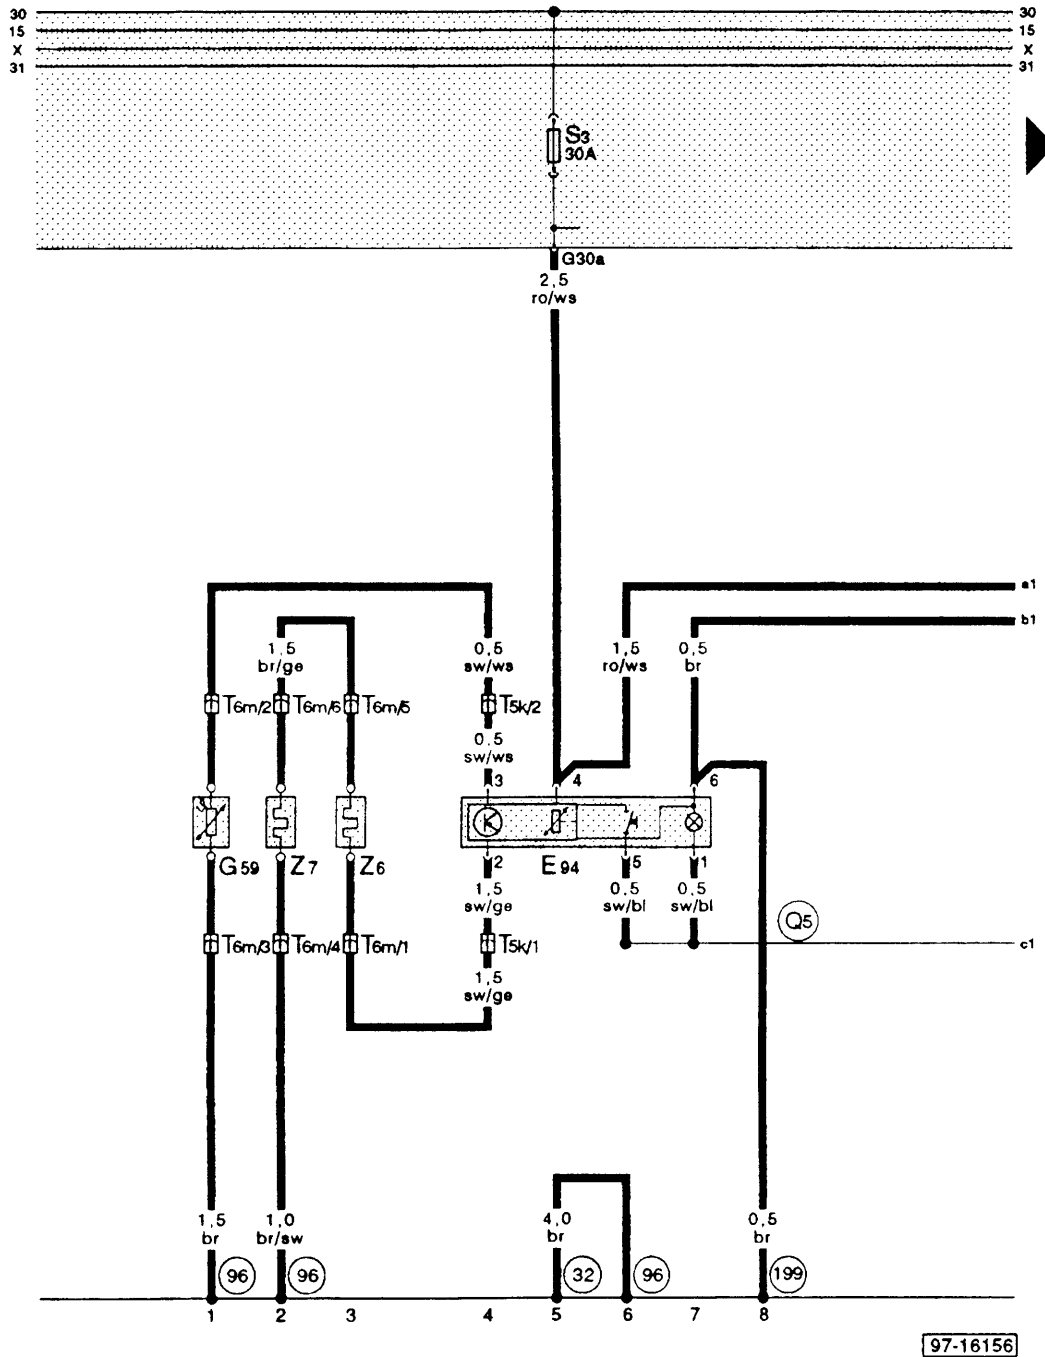 30 30
15 15
X X
31 31
S3
30A
G30a
2,5
ro/ws
a1
b1
1,5
br/ge
0,5
sw/ws
1,5
ro/ws
0,5
br
T6m/2 T6m/6 T6m/5 T5k/2
0,5
sw/ws
3 4 6
G59 Z7 Z6 2 E94 5 1
1,5
sw/ge
0,5
sw/bl
0,5
sw/bl
Q5
T6m/3 T6m/4 T6m/1 T5k/1 c1
1,5
sw/ge
1,5
br
1,0
br/sw
4,0
br
0,5
br
96 96 32 96 199
1 2 3 4 5 6 7 8
97-16156